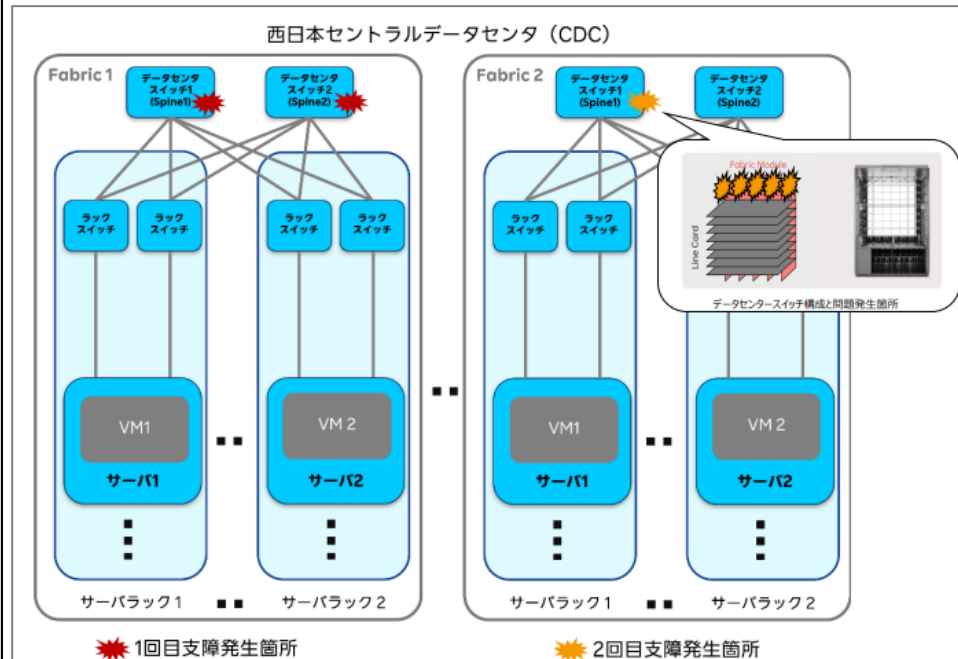 西日本セントラルデータセンタ（CDC）
Fabric 1
データセンタ
スイッチ1
(Spine1)
データセンタ
スイッチ2
(Spine2)
ラック
スイッチ
ラック
スイッチ
ラック
スイッチ
ラック
スイッチ
VM1
サーバ1
VM 2
サーバ2
サーバラック 1
サーバラック 2
Fabric 2
データセンタ
スイッチ1
(Spine1)
データセンタ
スイッチ2
(Spine2)
Fabric Module
Line Card
データセンタースイッチ構成と問題発生箇所
ラック
スイッチ
ラック
スイッチ
VM1
サーバ1
VM 2
サーバ2
サーバラック 1
サーバラック 2
1回目支障発生箇所
2回目支障発生箇所